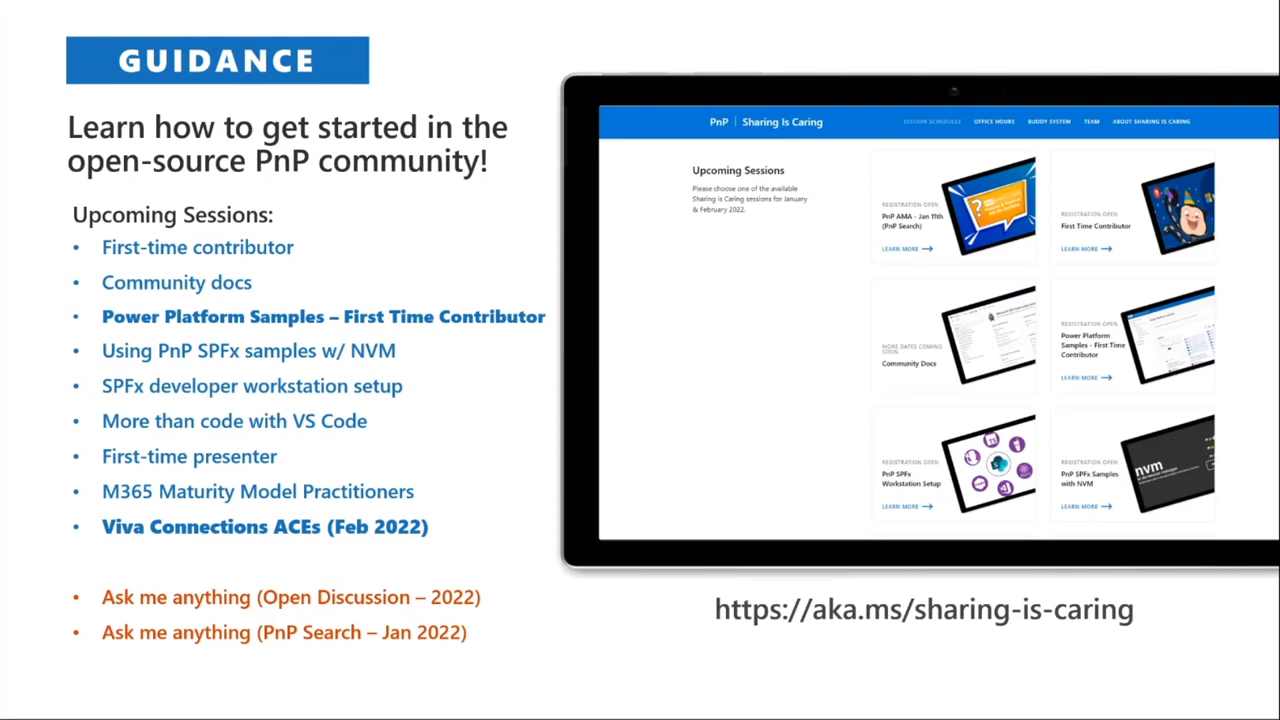 GUIDANCE
Learn how to get started in the
open-source PnP community!
Upcoming Sessions:
• First-time contributor
• Community docs
• Power Platform Samples – First Time Contributor
• Using PnP SPFx samples w/ NVM
• SPFx developer workstation setup
• More than code with VS Code
• First-time presenter
• M365 Maturity Model Practitioners
• Viva Connections ACEs (Feb 2022)
• Ask me anything (Open Discussion – 2022)
• Ask me anything (PnP Search – Jan 2022)
PnP | Sharing Is Caring
SESSION SCHEDULES OFFICE HOURS BUDDY SYSTEM TEAM ABOUT SHARING IS CARING
Upcoming Sessions
Please choose one of the available
Sharing is Caring sessions for January
& February 2022.
REGISTRATION OPEN
PnP AMA - Jan 11th
(PnP Search)
LEARN MORE
REGISTRATION OPEN
First Time Contributor
LEARN MORE
MORE DATES COMING
SOON
Community Docs
REGISTRATION OPEN
Power Platform
Samples - First Time
Contributor
LEARN MORE
REGISTRATION OPEN
PnP SPFx
Workstation Setup
LEARN MORE
REGISTRATION OPEN
PnP SPFx Samples
with NVM
LEARN MORE
nvm
https://aka.ms/sharing-is-caring